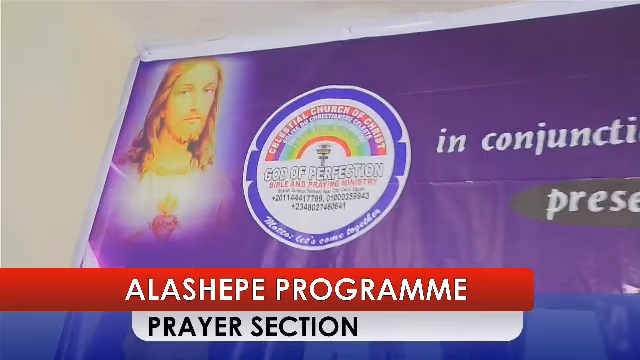 CELESTIAL CHURCH OF CHRIST
GOD OF PERFECTION
BIBLE AND PRAYING MINISTRY
+201144417789, 01000359943
+2348027460641
Motto: Let's come together
in conjuncti
prese
ALASHEPE PROGRAMME
PRAYER SECTION